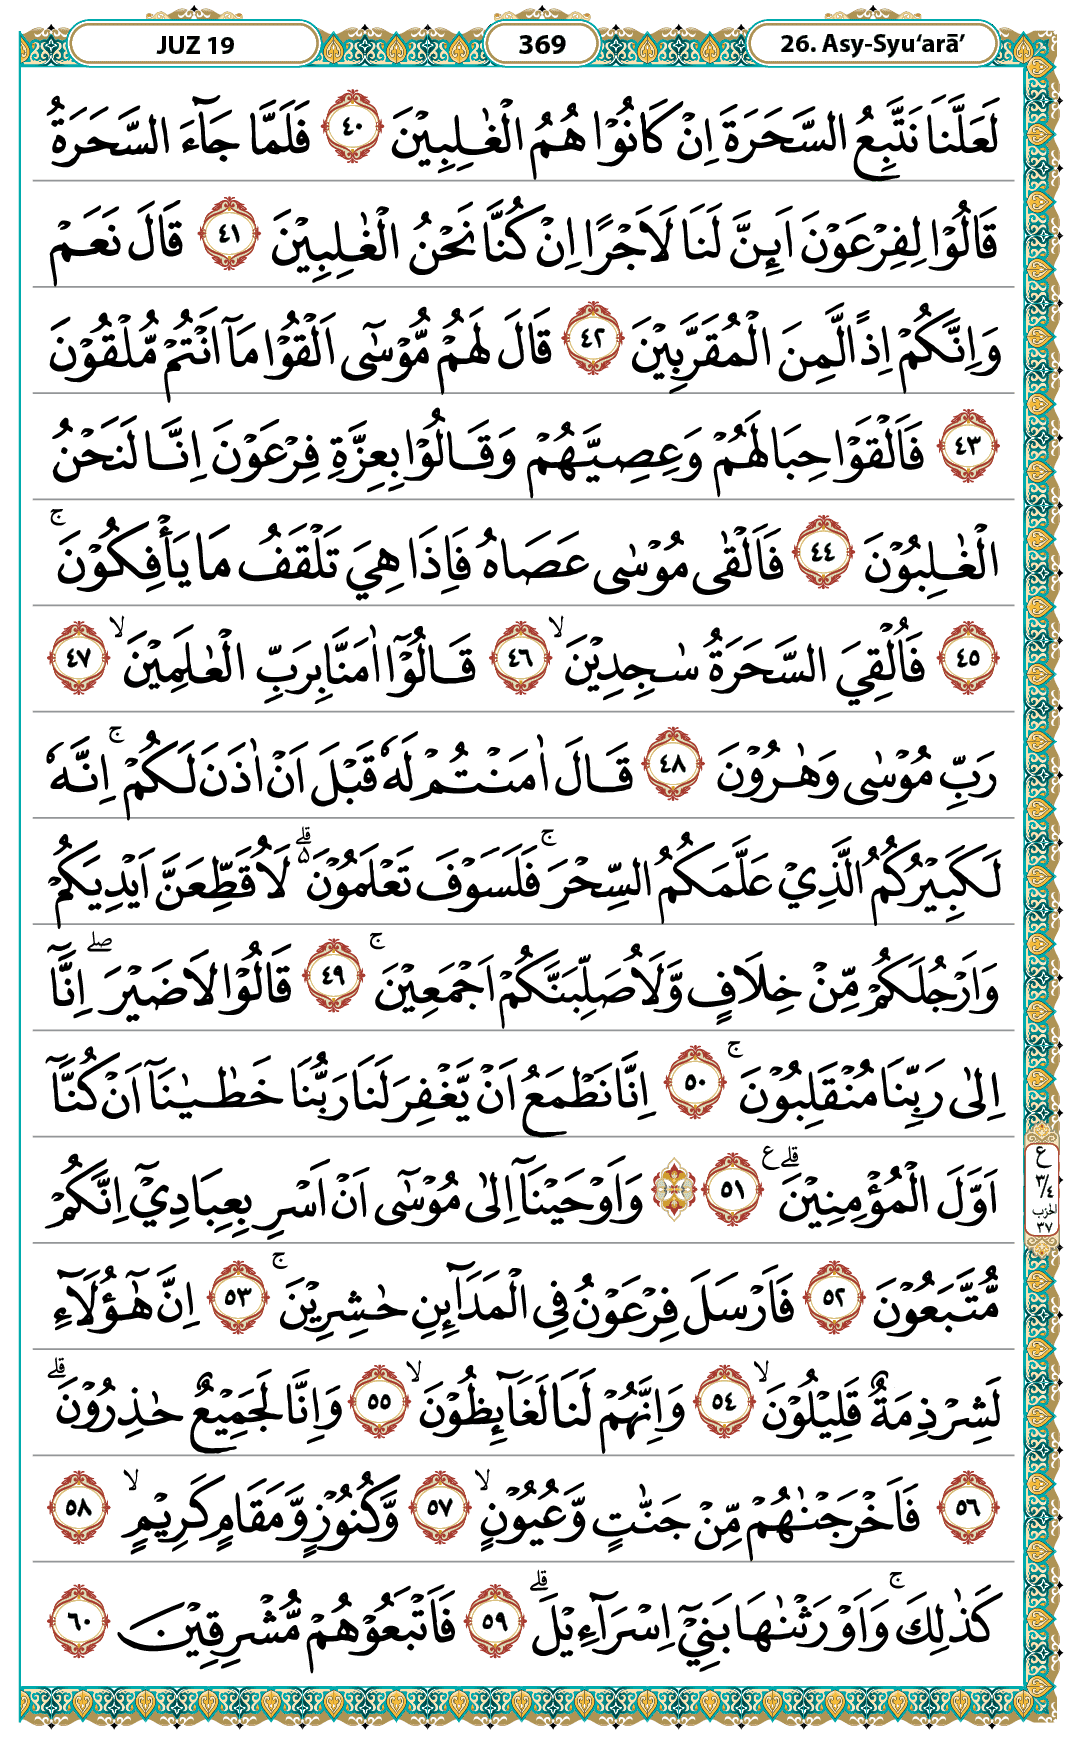 JUZ 19
369
26. Asy-Syu‘arā’
لَعَلَّنَا نَتَّبِعُ السَّحَرَةَ اِنْ كَانُوْا هُمُ الْغٰلِبِيْنَ ٤٠ فَلَمَّا جَاۤءَ السَّحَرَةُ
قَالُوْا لِفِرْعَوْنَ اَىِٕنَّ لَنَا لَاَجْرًا اِنْ كُنَّا نَحْنُ الْغٰلِبِيْنَ ٤١ قَالَ نَعَمْ
وَاِنَّكُمْ اِذًا لَّمِنَ الْمُقَرَّبِيْنَ ٤٢ قَالَ لَهُمْ مُّوْسٰٓى اَلْقُوْا مَآ اَنْتُمْ مُّلْقُوْنَ
٤٣ فَاَلْقَوْا حِبَالَهُمْ وَعِصِيَّهُمْ وَقَالُوْا بِعِزَّةِ فِرْعَوْنَ اِنَّا لَنَحْنُ
الْغٰلِبُوْنَ ٤٤ فَاَلْقٰى مُوْسٰى عَصَاهُ فَاِذَا هِيَ تَلْقَفُ مَا يَأْفِكُوْنَ ۚ
٤٥ فَاُلْقِيَ السَّحَرَةُ سٰجِدِيْنَ ۙ ٤٦ قَالُوْٓا اٰمَنَّا بِرَبِّ الْعٰلَمِيْنَ ۙ ٤٧
رَبِّ مُوْسٰى وَهٰرُوْنَ ٤٨ قَالَ اٰمَنْتُمْ لَهٗ قَبْلَ اَنْ اٰذَنَ لَكُمْ ۚ اِنَّهٗ
لَكَبِيْرُكُمُ الَّذِيْ عَلَّمَكُمُ السِّحْرَ ۚ فَلَسَوْفَ تَعْلَمُوْنَ ۗ ە لَاُقَطِّعَنَّ اَيْدِيَكُمْ
وَاَرْجُلَكُمْ مِّنْ خِلَافٍ وَّلَاُصَلِّبَنَّكُمْ اَجْمَعِيْنَ ۚ ٤٩ قَالُوْا لَا ضَيْرَ ۖ اِنَّآ
اِلٰى رَبِّنَا مُنْقَلِبُوْنَ ۚ ٥٠ اِنَّا نَطْمَعُ اَنْ يَّغْفِرَ لَنَا رَبُّنَا خَطٰيٰنَآ اَنْ كُنَّآ
اَوَّلَ الْمُؤْمِنِيْنَ ۗ ࣖ ٥١ ۞ وَاَوْحَيْنَآ اِلٰى مُوْسٰٓى اَنْ اَسْرِ بِعِبَادِيْٓ اِنَّكُمْ
مُّتَّبَعُوْنَ ٥٢ فَاَرْسَلَ فِرْعَوْنُ فِى الْمَدَاۤىِٕنِ حٰشِرِيْنَ ۚ ٥٣ اِنَّ هٰٓؤُلَاۤءِ
لَشِرْذِمَةٌ قَلِيْلُوْنَ ۙ ٥٤ وَاِنَّهُمْ لَنَا لَغَاۤىِٕظُوْنَ ۙ ٥٥ وَاِنَّا لَجَمِيْعٌ حٰذِرُوْنَ ۗ
٥٦ فَاَخْرَجْنٰهُمْ مِّنْ جَنّٰتٍ وَّعُيُوْنٍ ۙ ٥٧ وَّكُنُوْزٍ وَّمَقَامٍ كَرِيْمٍ ۙ ٥٨
كَذٰلِكَ ۚ وَاَوْرَثْنٰهَا بَنِيْٓ اِسْرَاۤءِيْلَ ۗ ٥٩ فَاَتْبَعُوْهُمْ مُّشْرِقِيْنَ ٦٠
ع
٣/٤
الحزب
٣٧